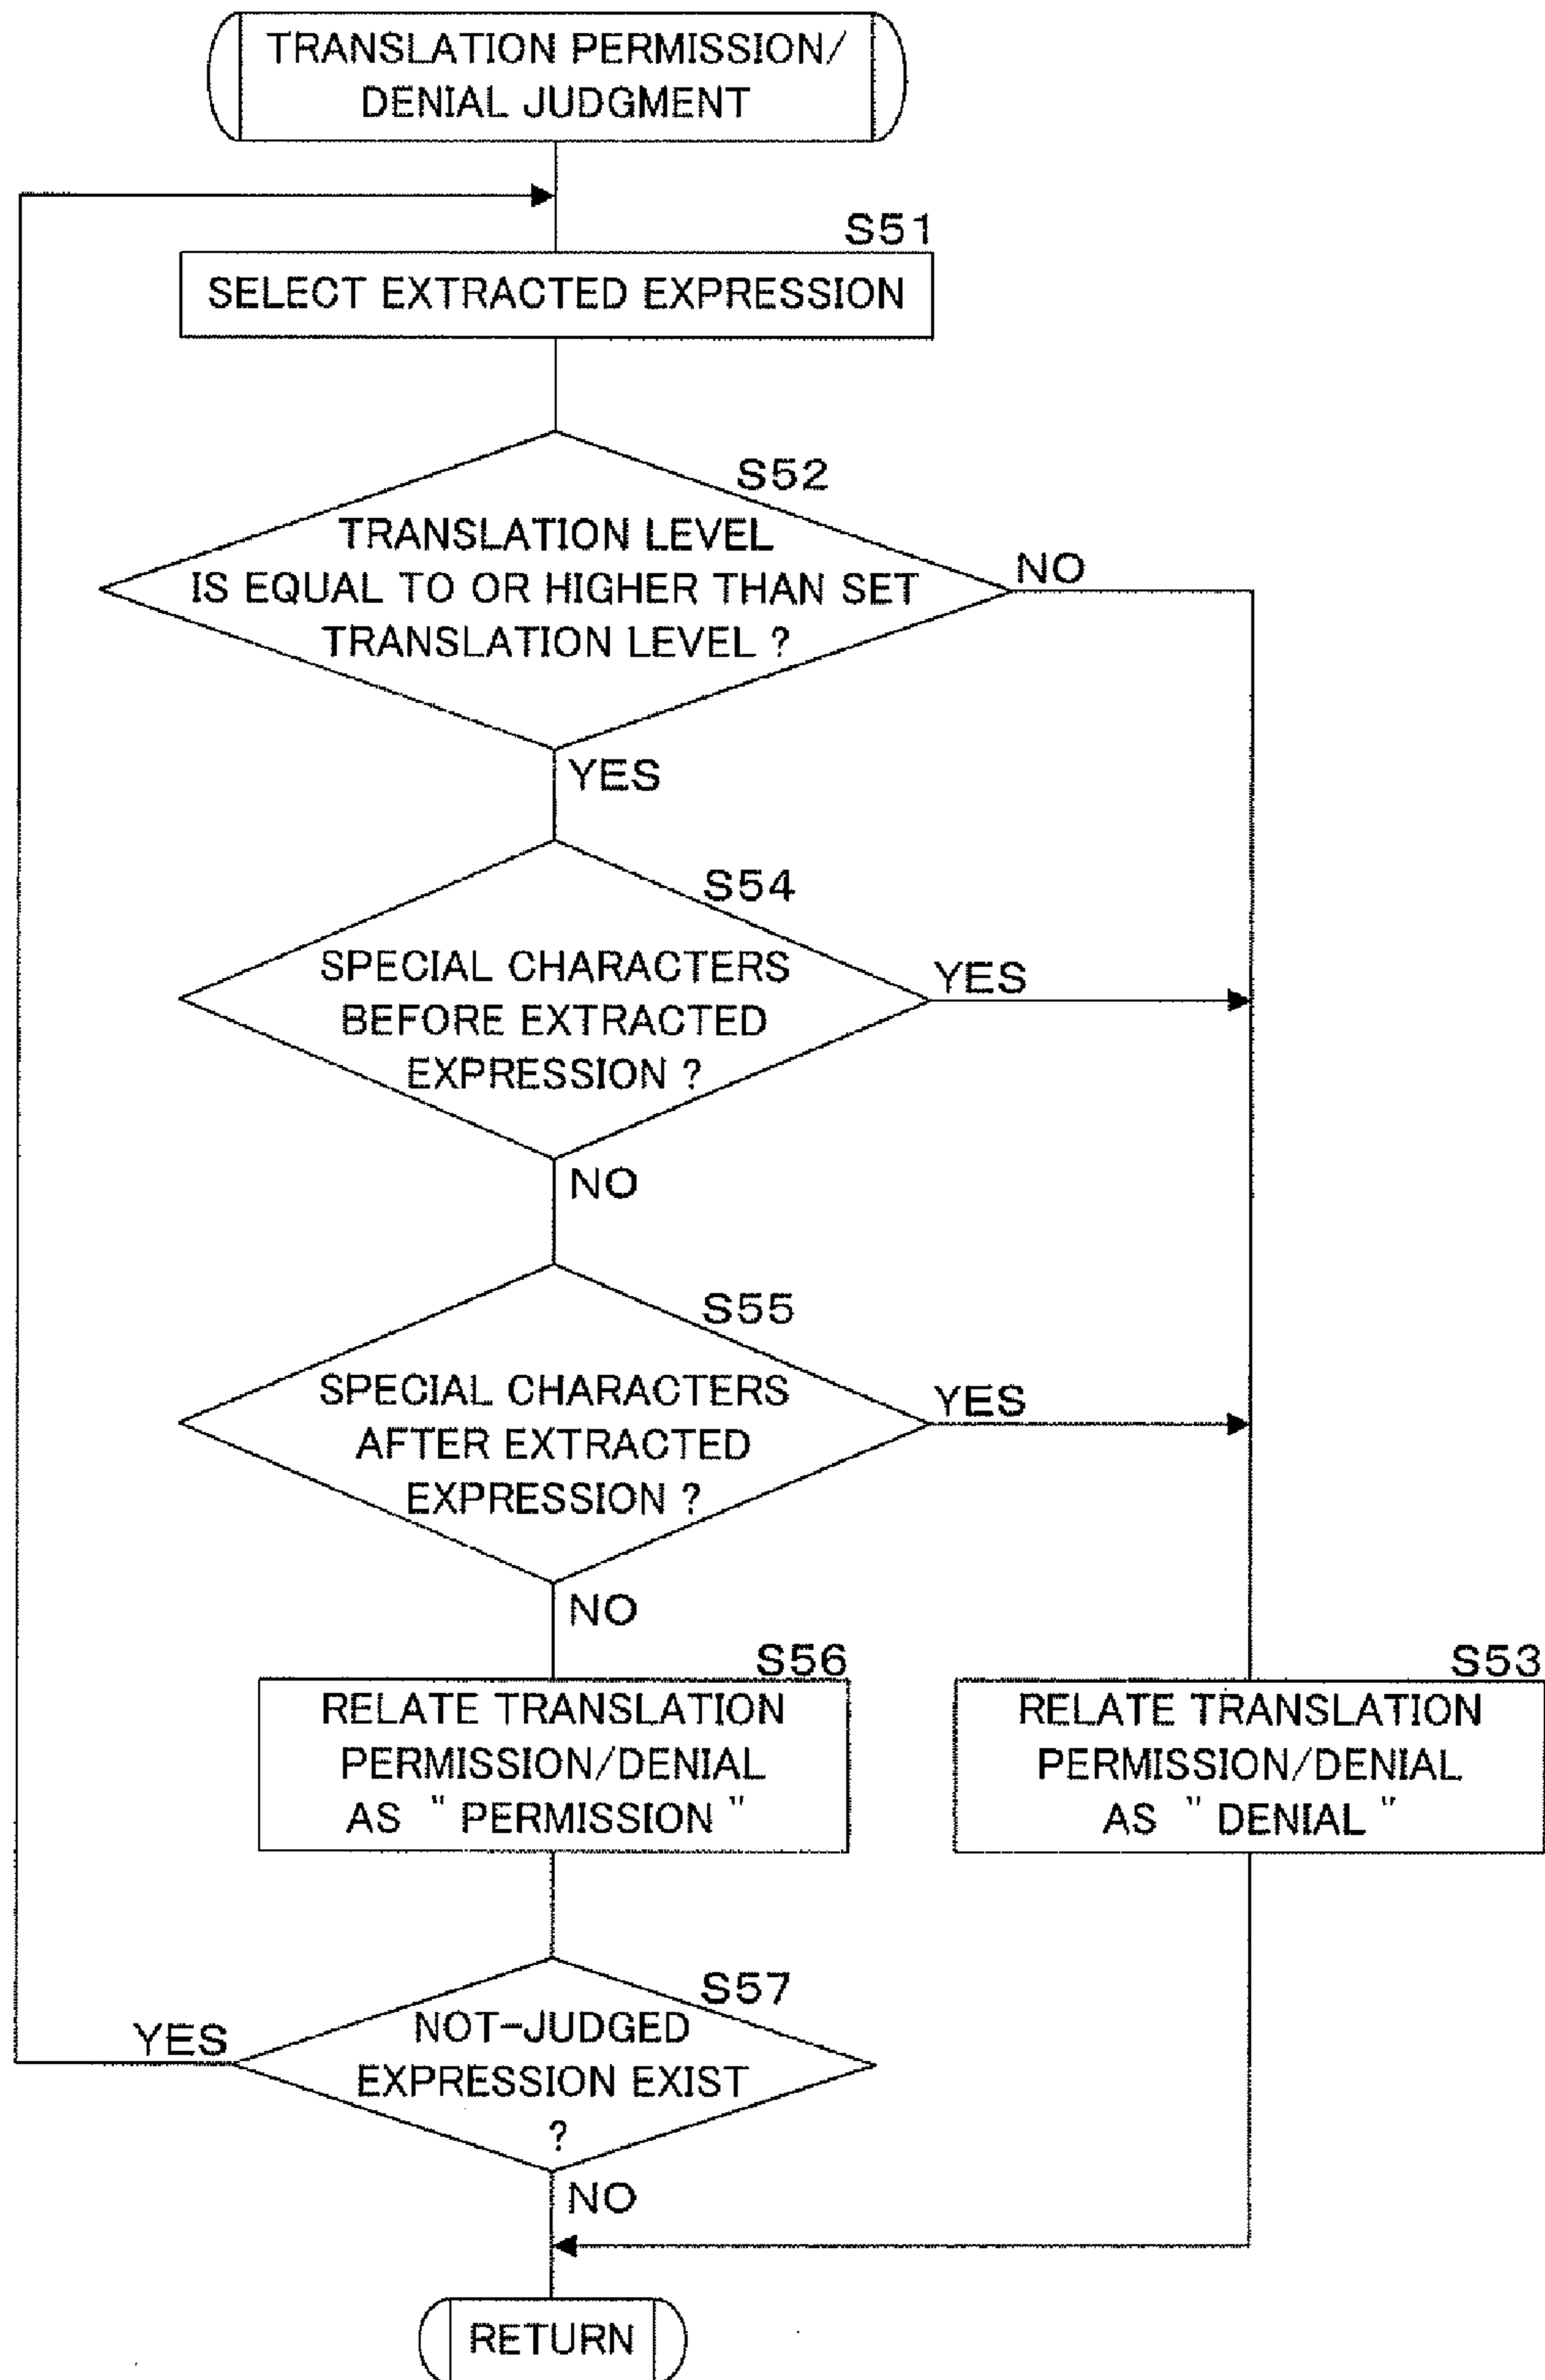 TRANSLATION PERMISSION/
DENIAL JUDGMENT
S51
SELECT EXTRACTED EXPRESSION
S52
TRANSLATION LEVEL
IS EQUAL TO OR HIGHER THAN SET
TRANSLATION LEVEL ?
NO
YES
S54
SPECIAL CHARACTERS
BEFORE EXTRACTED
EXPRESSION ?
YES
NO
S55
SPECIAL CHARACTERS
AFTER EXTRACTED
EXPRESSION ?
YES
NO
S56
RELATE TRANSLATION
PERMISSION/DENIAL
AS " PERMISSION "
S53
RELATE TRANSLATION
PERMISSION/DENIAL
AS " DENIAL "
S57
NOT-JUDGED
EXPRESSION EXIST
?
YES
NO
RETURN